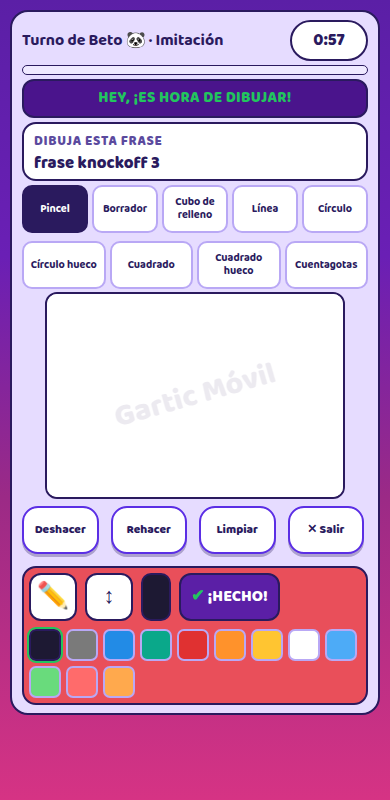 Turno de Beto 🐼 · Imitación
0:57
HEY, ¡ES HORA DE DIBUJAR!
DIBUJA ESTA FRASE
frase knockoff 3
Pincel
Borrador
Cubo de
relleno
Línea
Círculo
Círculo hueco
Cuadrado
Cuadrado
hueco
Cuentagotas
Gartic Móvil
Deshacer
Rehacer
Limpiar
✕ Salir
✔ ¡HECHO!